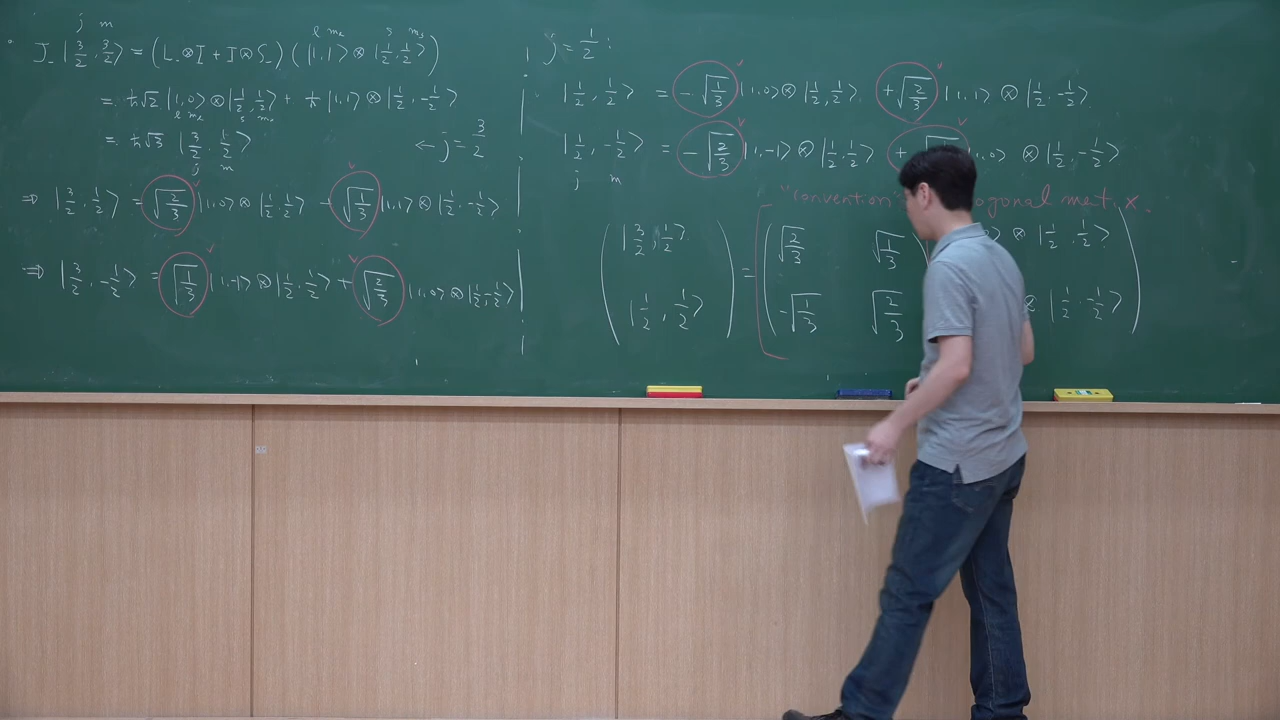 j m
l m_l s m_s
J_- |3/2, 3/2⟩ = (L_-⊗I + I⊗S_-)(|1,1⟩ ⊗ |1/2, 1/2⟩)
= ħ√2 |1,0⟩ ⊗ |1/2, 1/2⟩ + ħ |1,1⟩ ⊗ |1/2, -1/2⟩
l m_l s m_s
= ħ√3 |3/2, 1/2⟩ ← j = 3/2
j m
⇒ |3/2, 1/2⟩ = √(2/3) |1,0⟩ ⊗ |1/2, 1/2⟩ + √(1/3) |1,1⟩ ⊗ |1/2, -1/2⟩
⇒ |3/2, -1/2⟩ = √(1/3) |1,-1⟩ ⊗ |1/2, 1/2⟩ + √(2/3) |1,0⟩ ⊗ |1/2, -1/2⟩
j = 1/2 :
|1/2, 1/2⟩ = -√(1/3) |1,0⟩ ⊗ |1/2, 1/2⟩ +√(2/3) |1,1⟩ ⊗ |1/2, -1/2⟩
|1/2, -1/2⟩ = -√(2/3) |1,-1⟩ ⊗ |1/2, 1/2⟩ + √ |1,0⟩ ⊗ |1/2, -1/2⟩
j m
"convention" ogonal mat x.
( |3/2, 1/2⟩ ) = ( √(2/3) √(1/3) ) ⊗ |1/2, 1/2⟩ )
( |1/2, 1/2⟩ ) ( -√(1/3) √(2/3) ⊗ |1/2, -1/2⟩ )